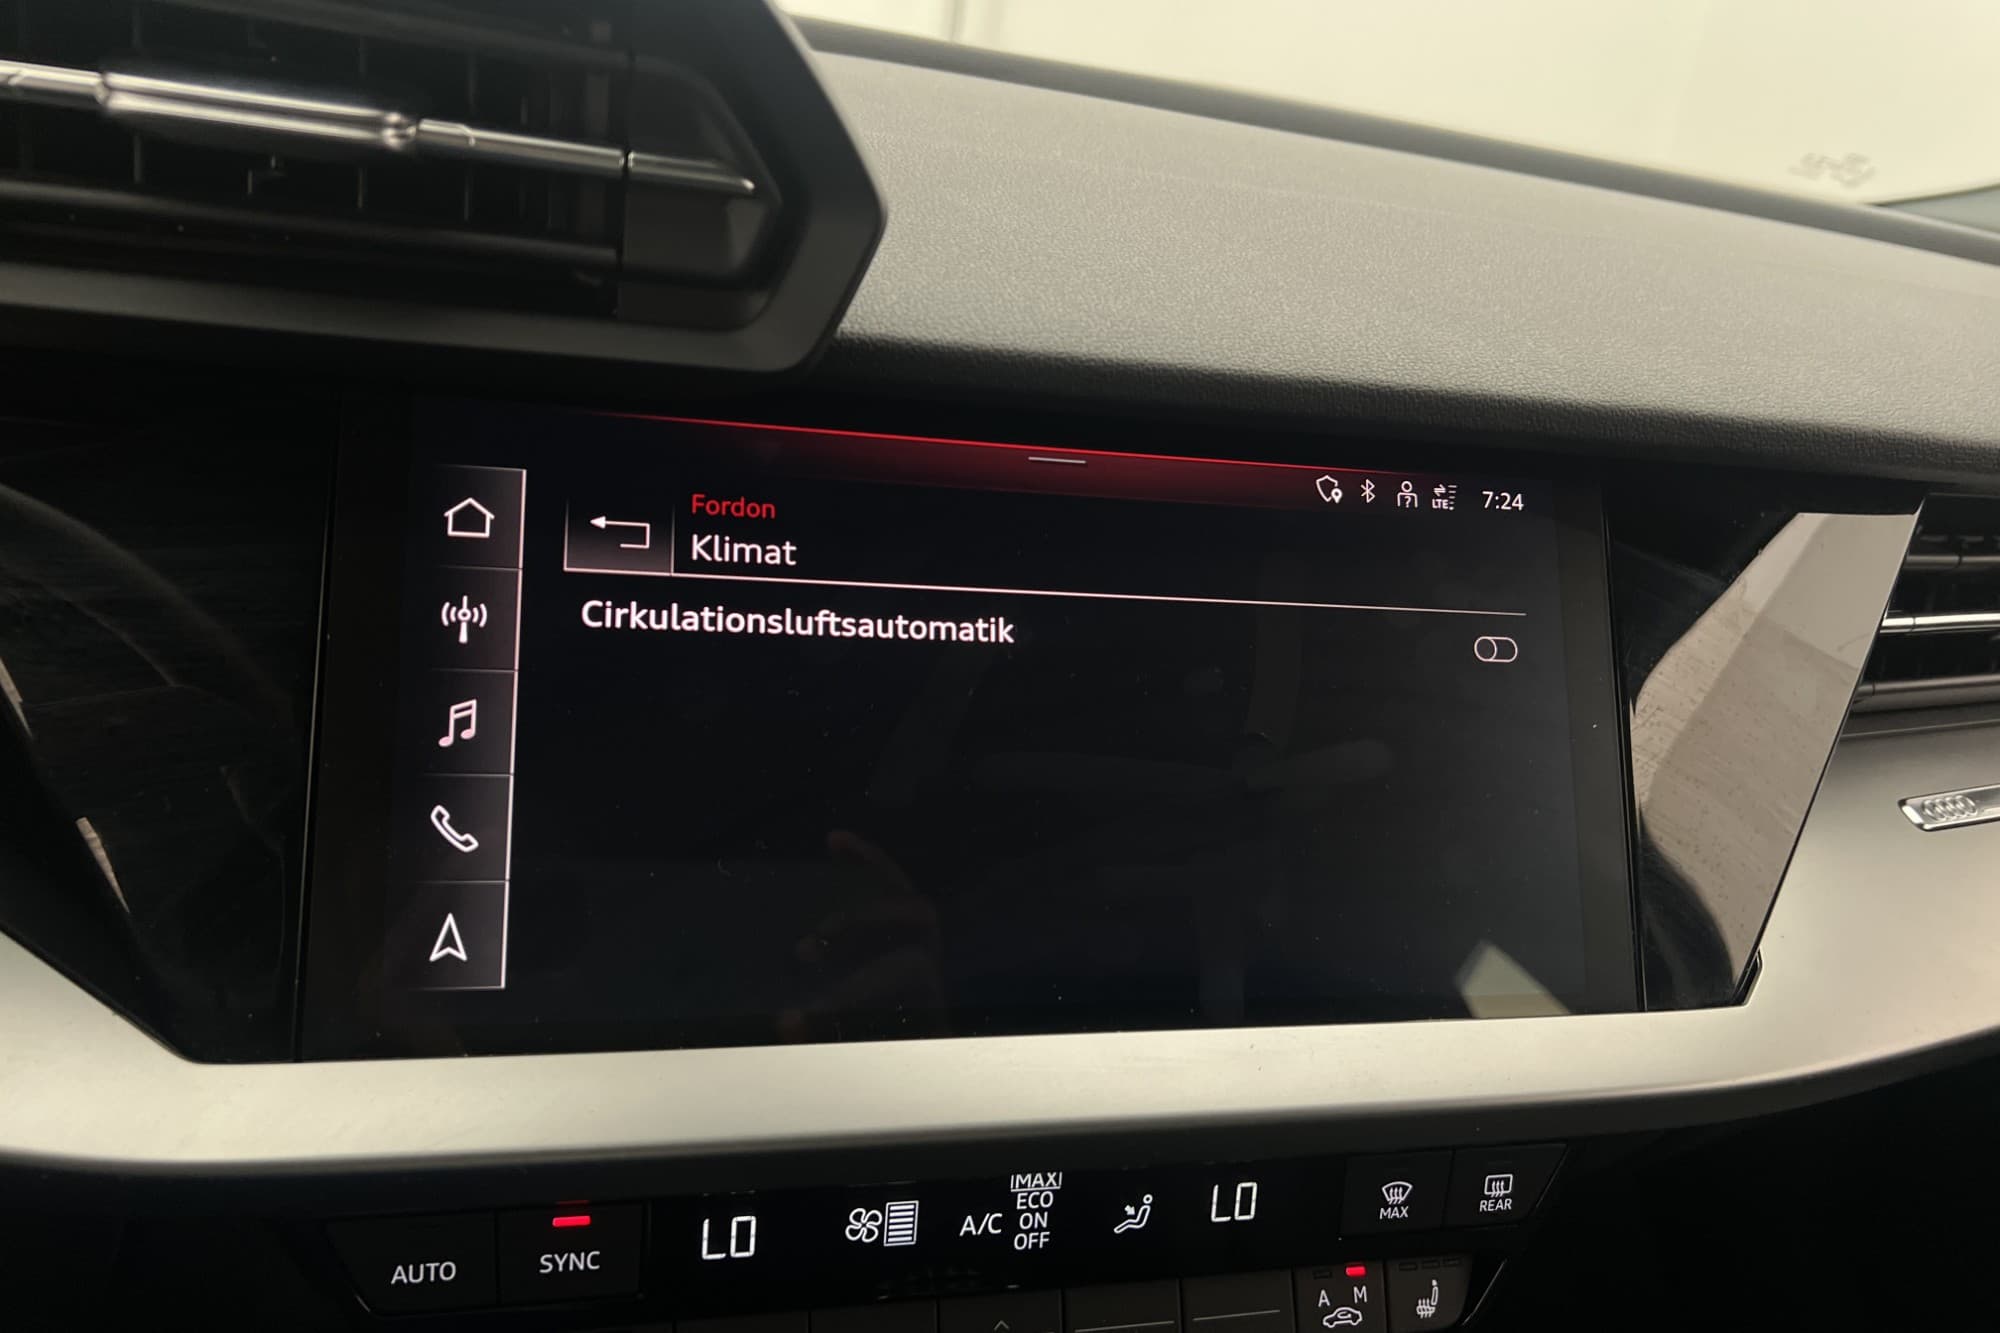 Fordon
Klimat
LTE
7:24
Cirkulationsluftsautomatik
AUTO
SYNC
LO
A/C
MAX
ECO
ON
OFF
LO
MAX
REAR
A M